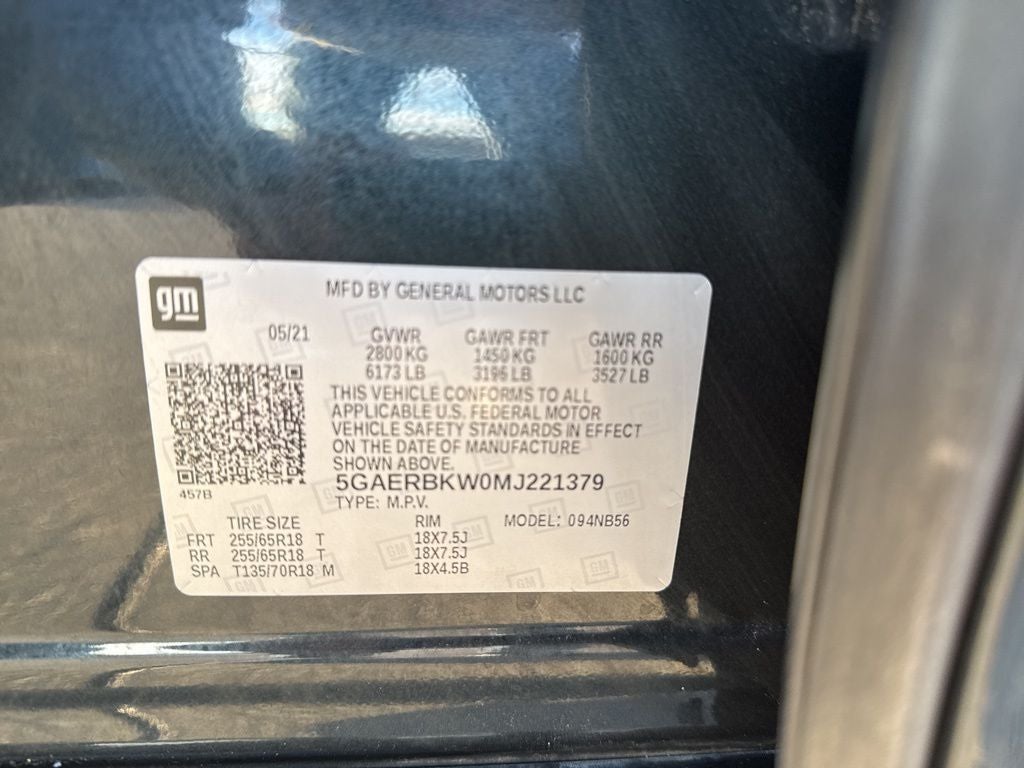 gm
MFD BY GENERAL MOTORS LLC
05/21 GVWR GAWR FRT GAWR RR
2800 KG 1450 KG 1600 KG
6173 LB 3196 LB 3527 LB
THIS VEHICLE CONFORMS TO ALL
APPLICABLE U.S. FEDERAL MOTOR
VEHICLE SAFETY STANDARDS IN EFFECT
ON THE DATE OF MANUFACTURE
SHOWN ABOVE.
5GAERBKW0MJ221379
457B
TYPE: M.P.V.
TIRE SIZE RIM MODEL: 094NB56
FRT 255/65R18 T 18X7.5J
RR 255/65R18 T 18X7.5J
SPA T135/70R18 M 18X4.5B